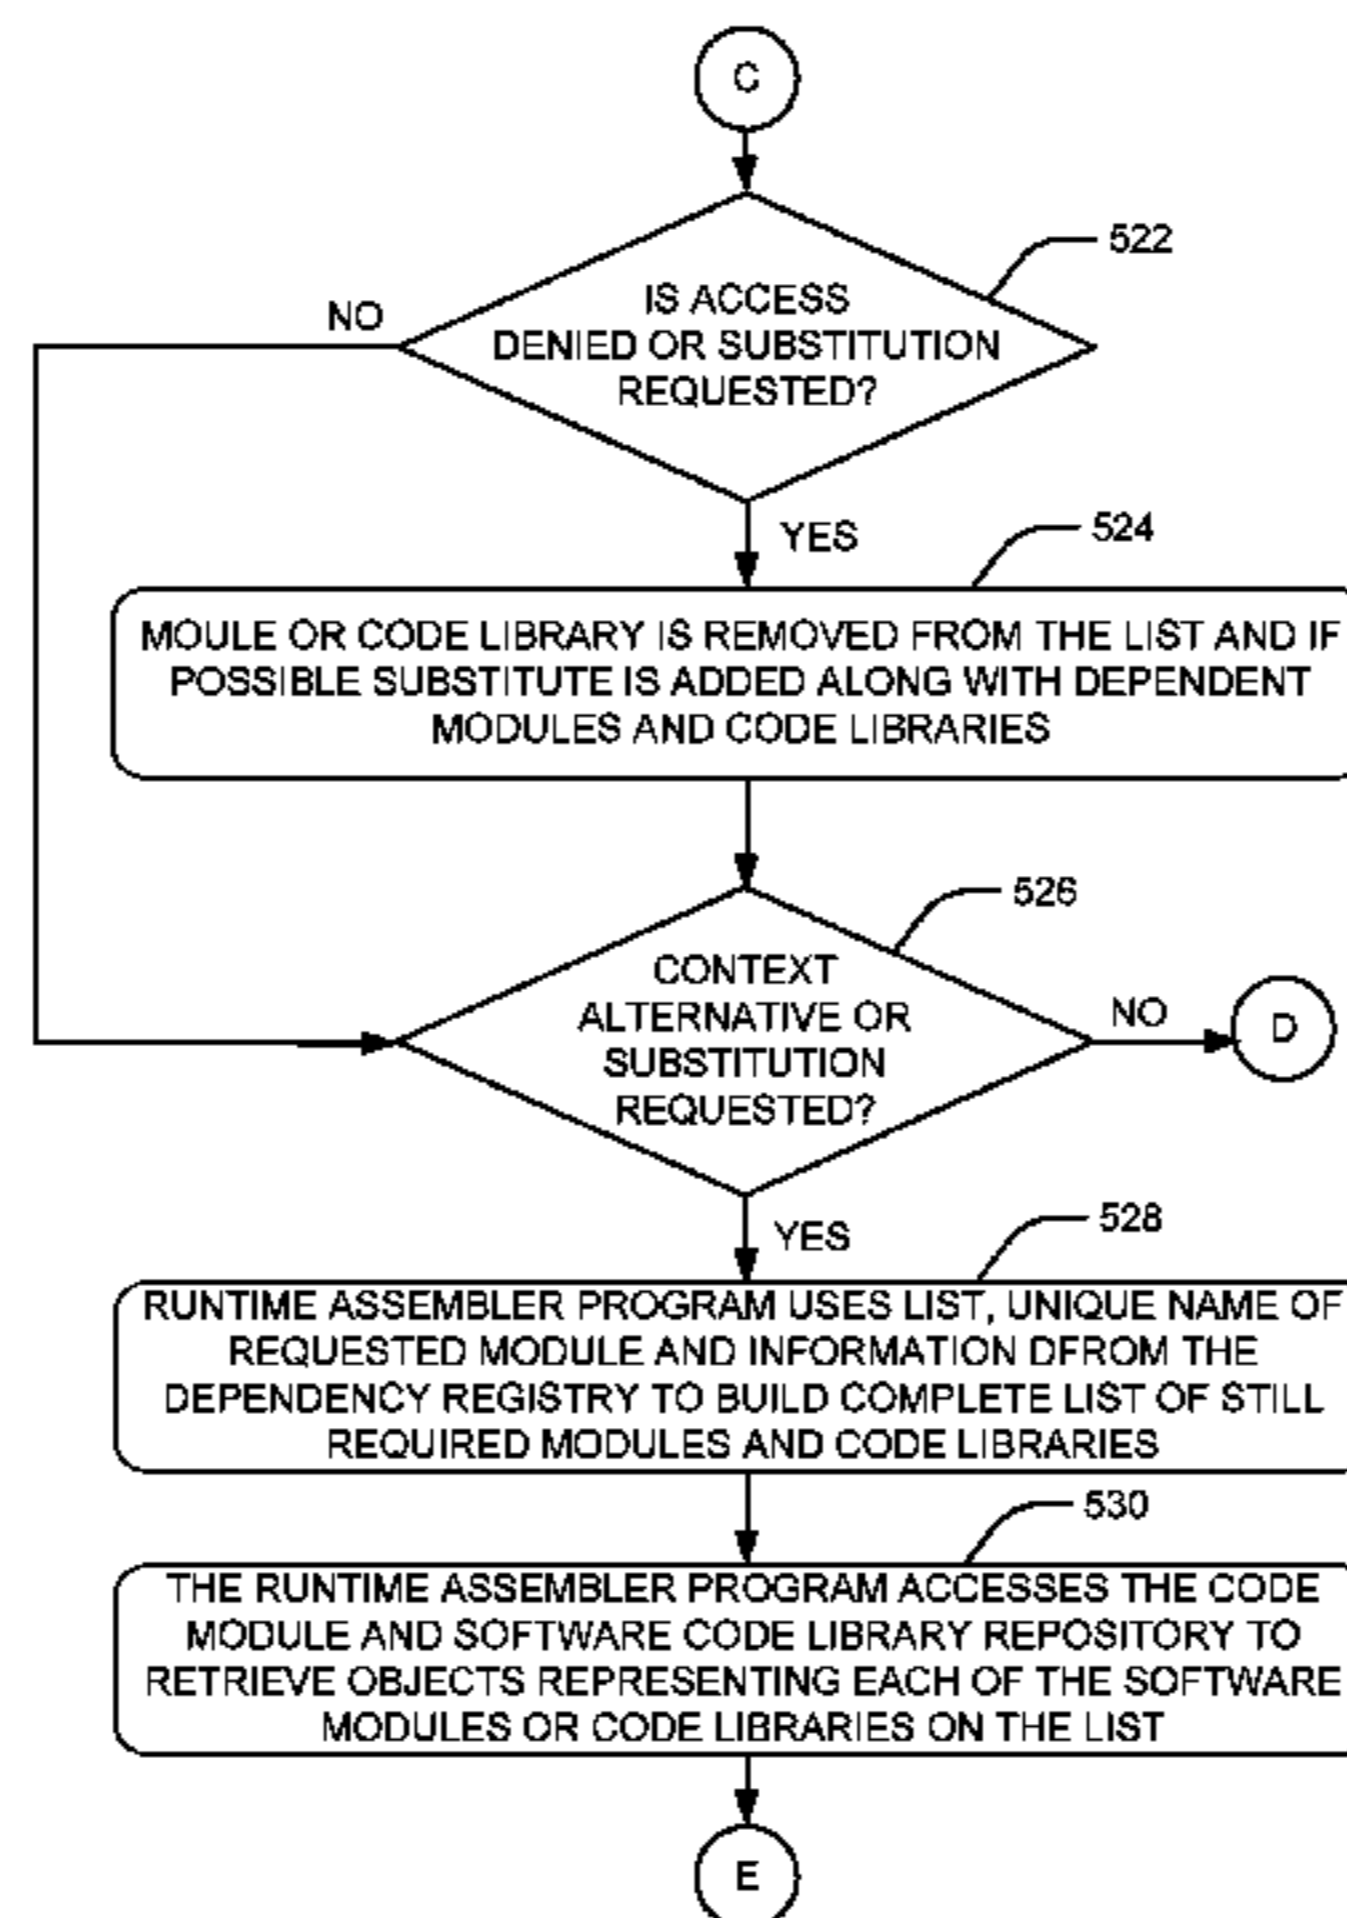 C
522
IS ACCESS
DENIED OR SUBSTITUTION
REQUESTED?
NO
YES
524
MOULE OR CODE LIBRARY IS REMOVED FROM THE LIST AND IF
POSSIBLE SUBSTITUTE IS ADDED ALONG WITH DEPENDENT
MODULES AND CODE LIBRARIES
526
CONTEXT
ALTERNATIVE OR
SUBSTITUTION
REQUESTED?
NO
D
YES
528
RUNTIME ASSEMBLER PROGRAM USES LIST, UNIQUE NAME OF
REQUESTED MODULE AND INFORMATION DFROM THE
DEPENDENCY REGISTRY TO BUILD COMPLETE LIST OF STILL
REQUIRED MODULES AND CODE LIBRARIES
530
THE RUNTIME ASSEMBLER PROGRAM ACCESSES THE CODE
MODULE AND SOFTWARE CODE LIBRARY REPOSITORY TO
RETRIEVE OBJECTS REPRESENTING EACH OF THE SOFTWARE
MODULES OR CODE LIBRARIES ON THE LIST
E